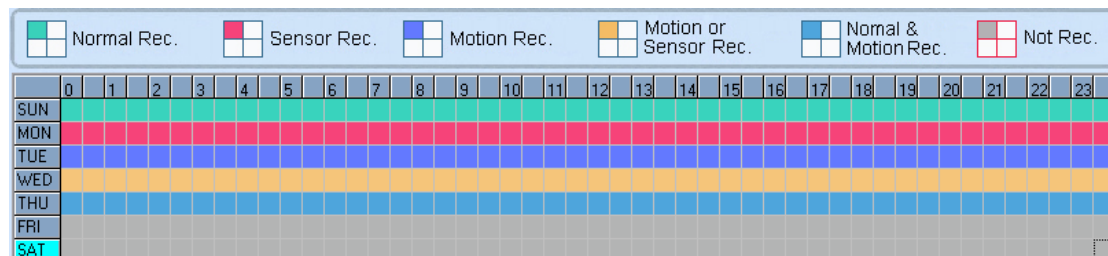 Normal Rec. Sensor Rec. Motion Rec. Motion or Sensor Rec. Nomal & Motion Rec. Not Rec.
0 1 2 3 4 5 6 7 8 9 10 11 12 13 14 15 16 17 18 19 20 21 22 23
SUN
MON
TUE
WED
THU
FRI
SAT